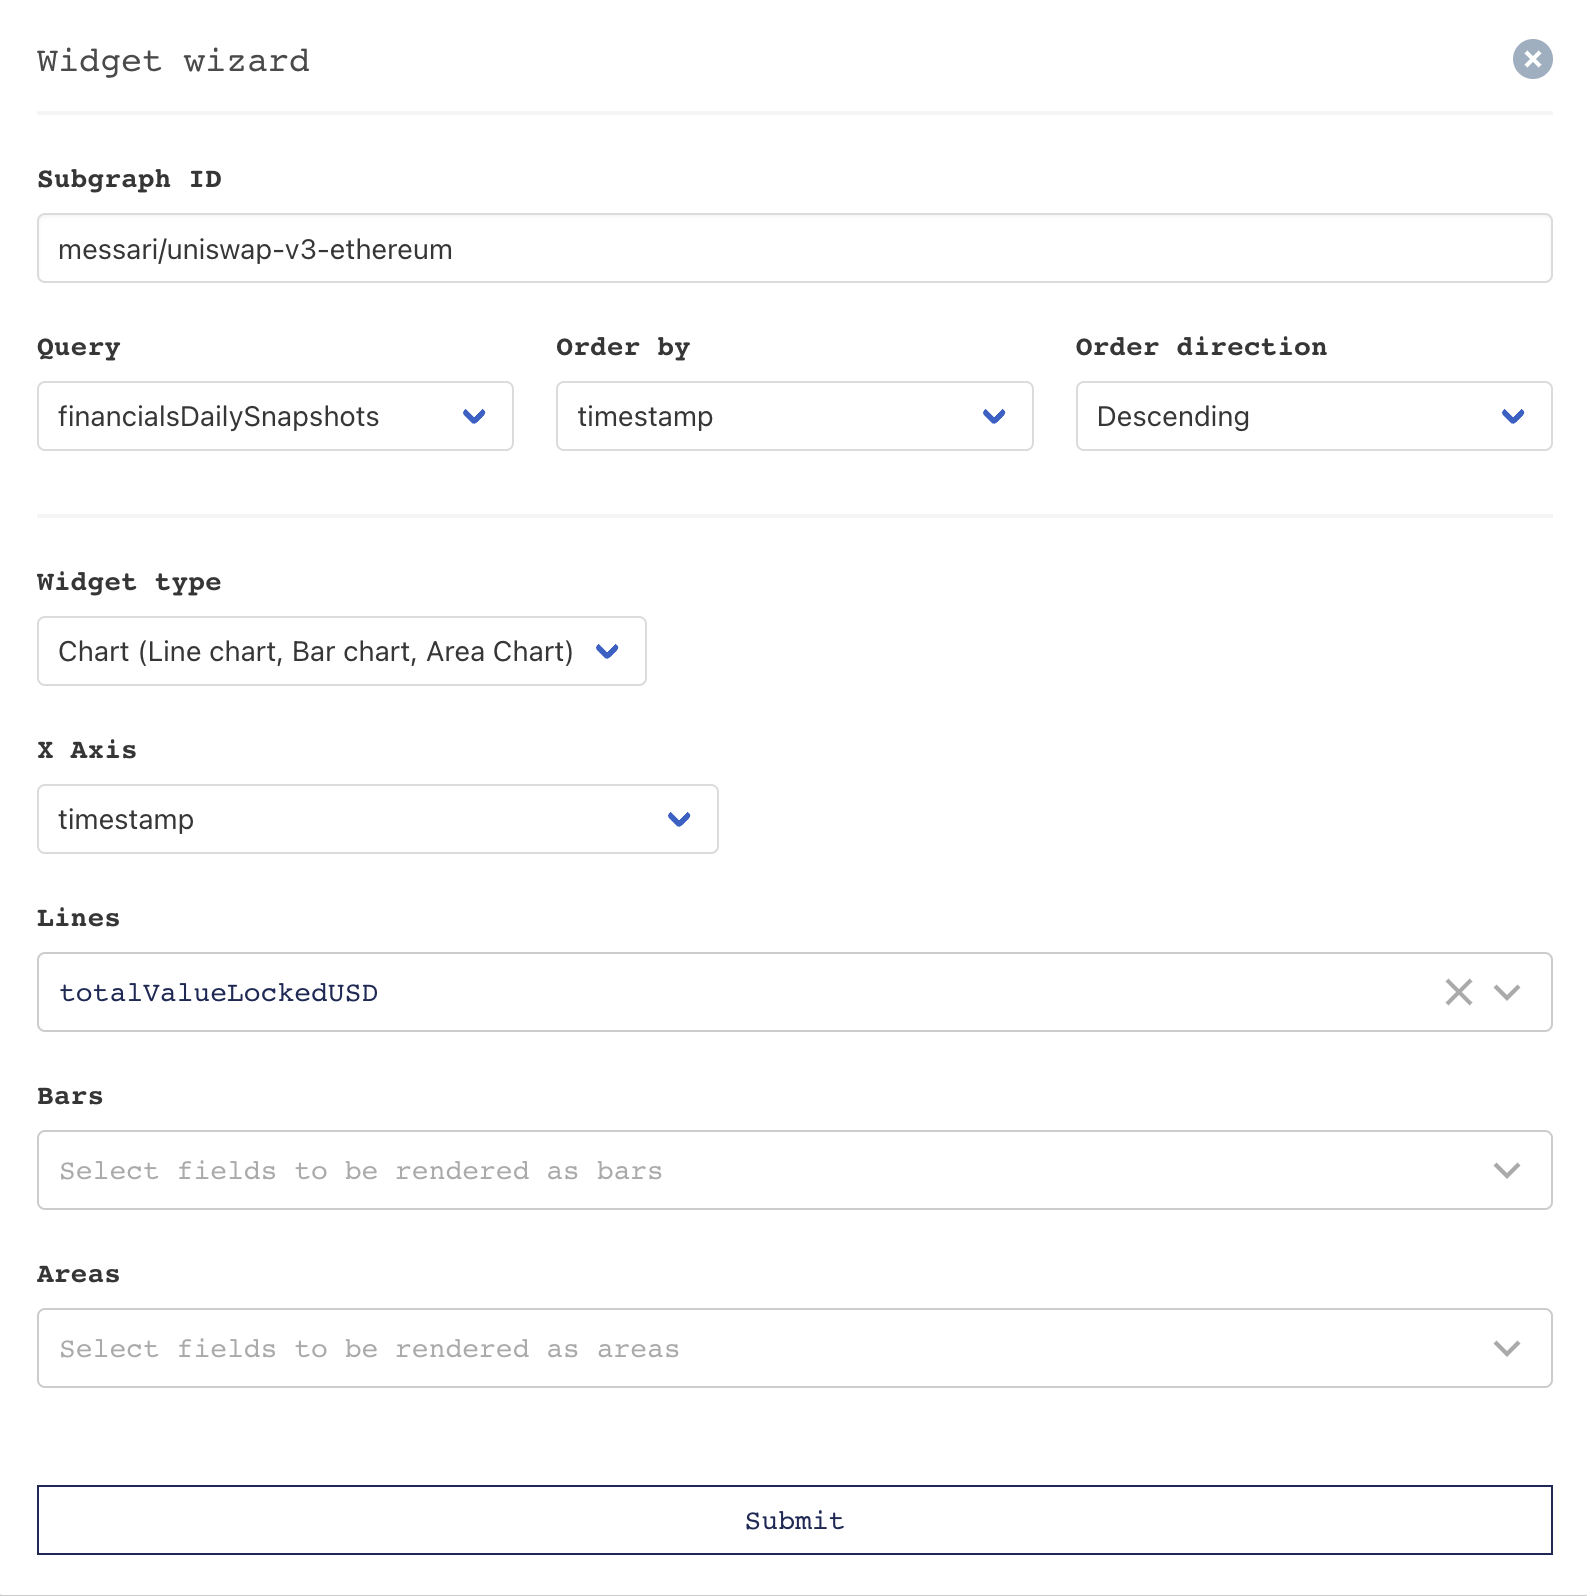 Widget wizard
Subgraph ID
messari/uniswap-v3-ethereum
Query
Order by
Order direction
financialsDailySnapshots
timestamp
Descending
Widget type
Chart (Line chart, Bar chart, Area Chart)
X Axis
timestamp
Lines
totalValueLockedUSD
Bars
Select fields to be rendered as bars
Areas
Select fields to be rendered as areas
Submit